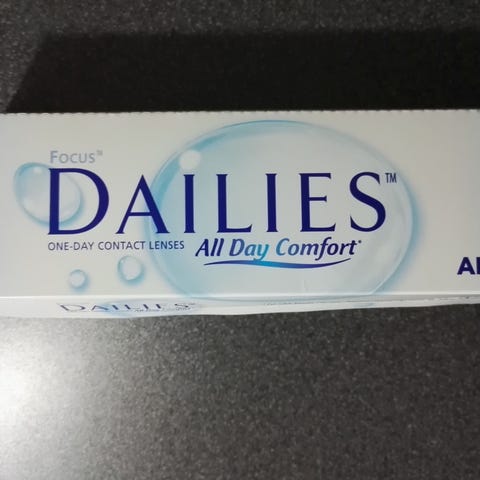 Focus™
DAILIES™
ONE-DAY CONTACT LENSES
All Day Comfort*
DAILIES